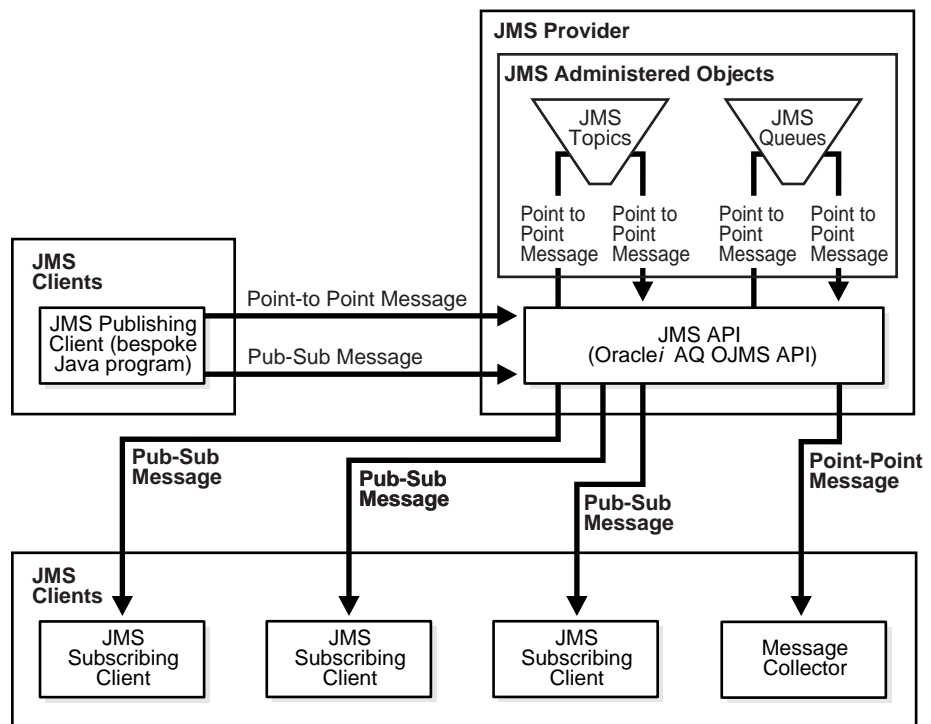 JMS Provider
JMS Administered Objects
JMS
Topics
JMS
Queues
Point to
Point
Message
Point to
Point
Message
Point to
Point
Message
Point to
Point
Message
JMS
Clients
JMS Publishing
Client (bespoke
Java program)
Point-to Point Message
Pub-Sub Message
JMS API
(Oraclei AQ OJMS API)
Pub-Sub
Message
Pub-Sub
Message
Pub-Sub
Message
Point-Point
Message
JMS
Clients
JMS
Subscribing
Client
JMS
Subscribing
Client
JMS
Subscribing
Client
Message
Collector